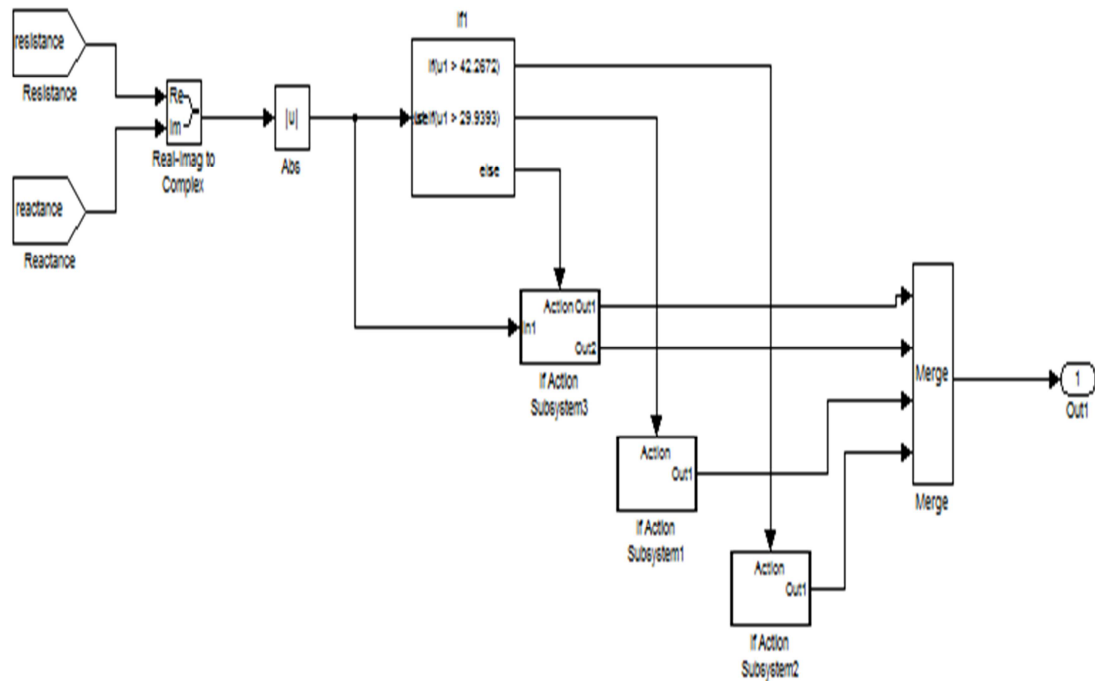 resistance
Resistance
reactance
Reactance
Re
Im
Real-Imag to
Complex
|u|
Abs
If1
if(u1 > 42.2672)
if(u1 > 29.9393)
else
Action
In1
Out1
Out2
If Action
Subsystem3
Action
Out1
If Action
Subsystem1
Action
Out1
If Action
Subsystem2
Merge
Merge
1
Out1